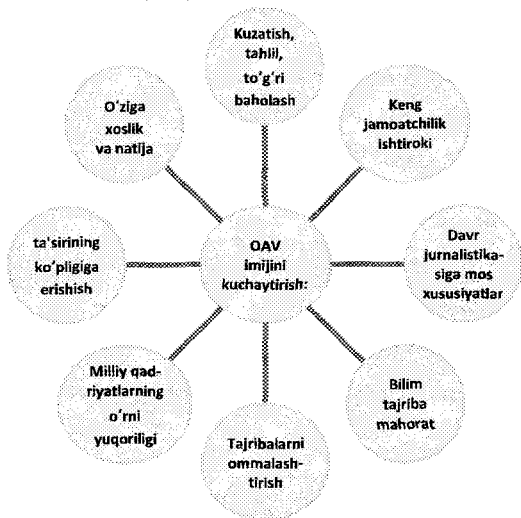 Kuzatish,
tahlil,
to'g'ri
baholash
Keng
jamoatchilik
ishtiroki
Davr
jurnalistika-
siga mos
xususiyatlar
Bilim
tajriba
mahorat
Tajribalarni
ommalash-
tirish
Milliy qad-
riyatlarning
o'rni
yuqoriligi
ta'sirining
ko'pligiga
erishish
O'ziga
xoslik
va natija
OAV
imijini
kuchaytirish: